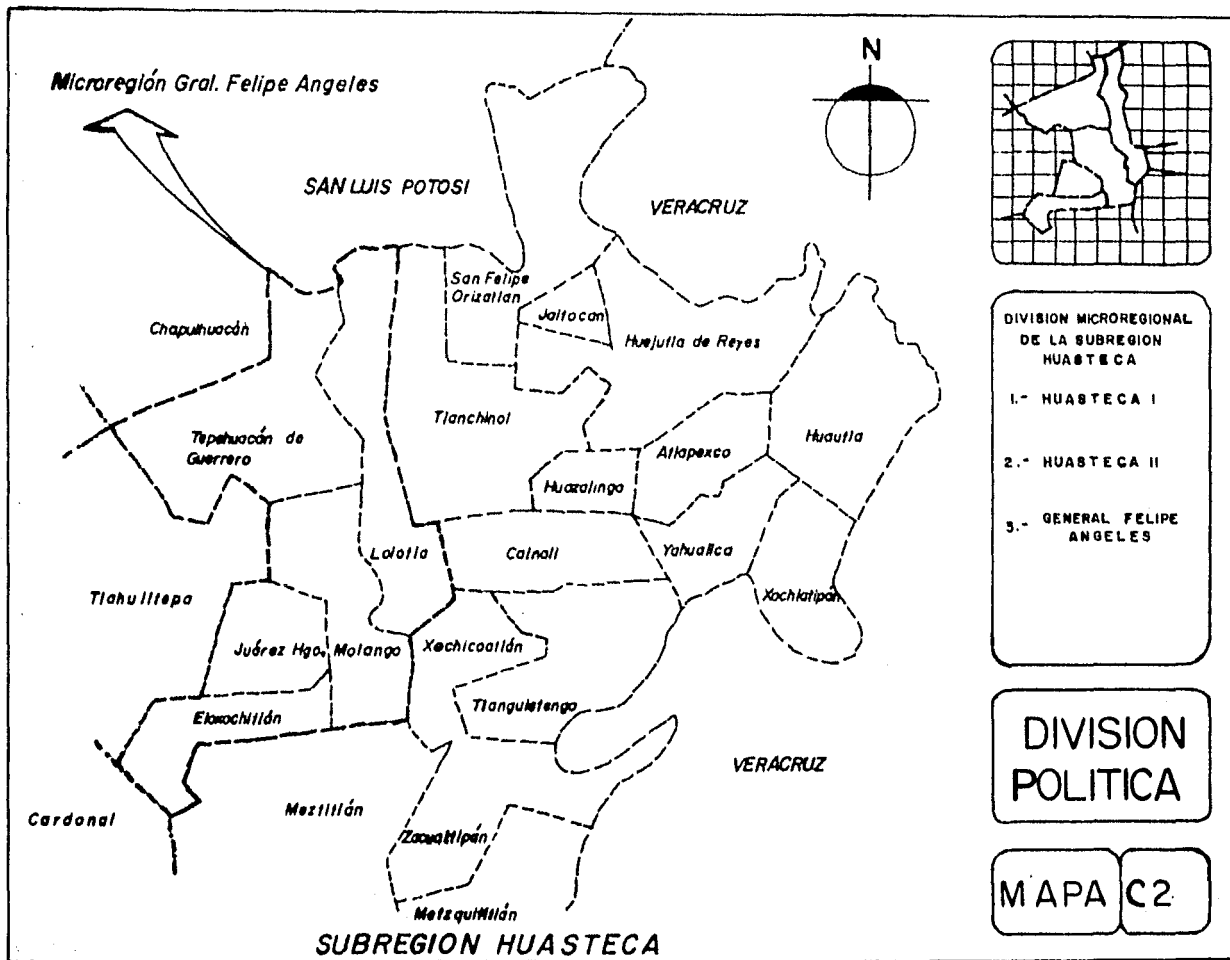 Microregión Gral. Felipe Angeles
N
SAN LUIS POTOSI
VERACRUZ
San Felipe
Orizatlan
Jaltocan
Chapulhuacán
Huejutla de Reyes
Tlanchinol
Tepehuacán de
Guerrero
Atlapexco
Huautla
Huazalingo
Lolotla
Calnali
Yahualica
Xochiatipán
Tlahuiltepa
Juárez Hgo.
Molango
Xochicoatlán
Tianguistengo
Eloxochitlán
VERACRUZ
Cardonal
Meztitlán
Zacualtipán
Metzquititlán
SUBREGION HUASTECA
DIVISION MICROREGIONAL
DE LA SUBREGION
HUASTECA
1.- HUASTECA I
2.- HUASTECA II
3.- GENERAL FELIPE
ANGELES
DIVISION
POLITICA
MAPA C2